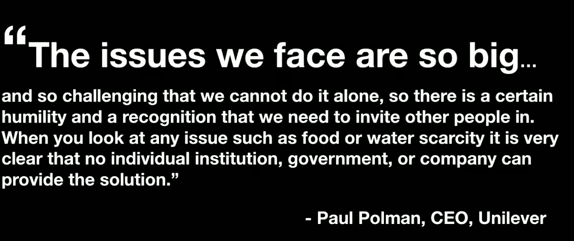 “The issues we face are so big...
and so challenging that we cannot do it alone, so there is a certain
humility and a recognition that we need to invite other people in.
When you look at any issue such as food or water scarcity it is very
clear that no individual institution, government, or company can
provide the solution.”
- Paul Polman, CEO, Unilever